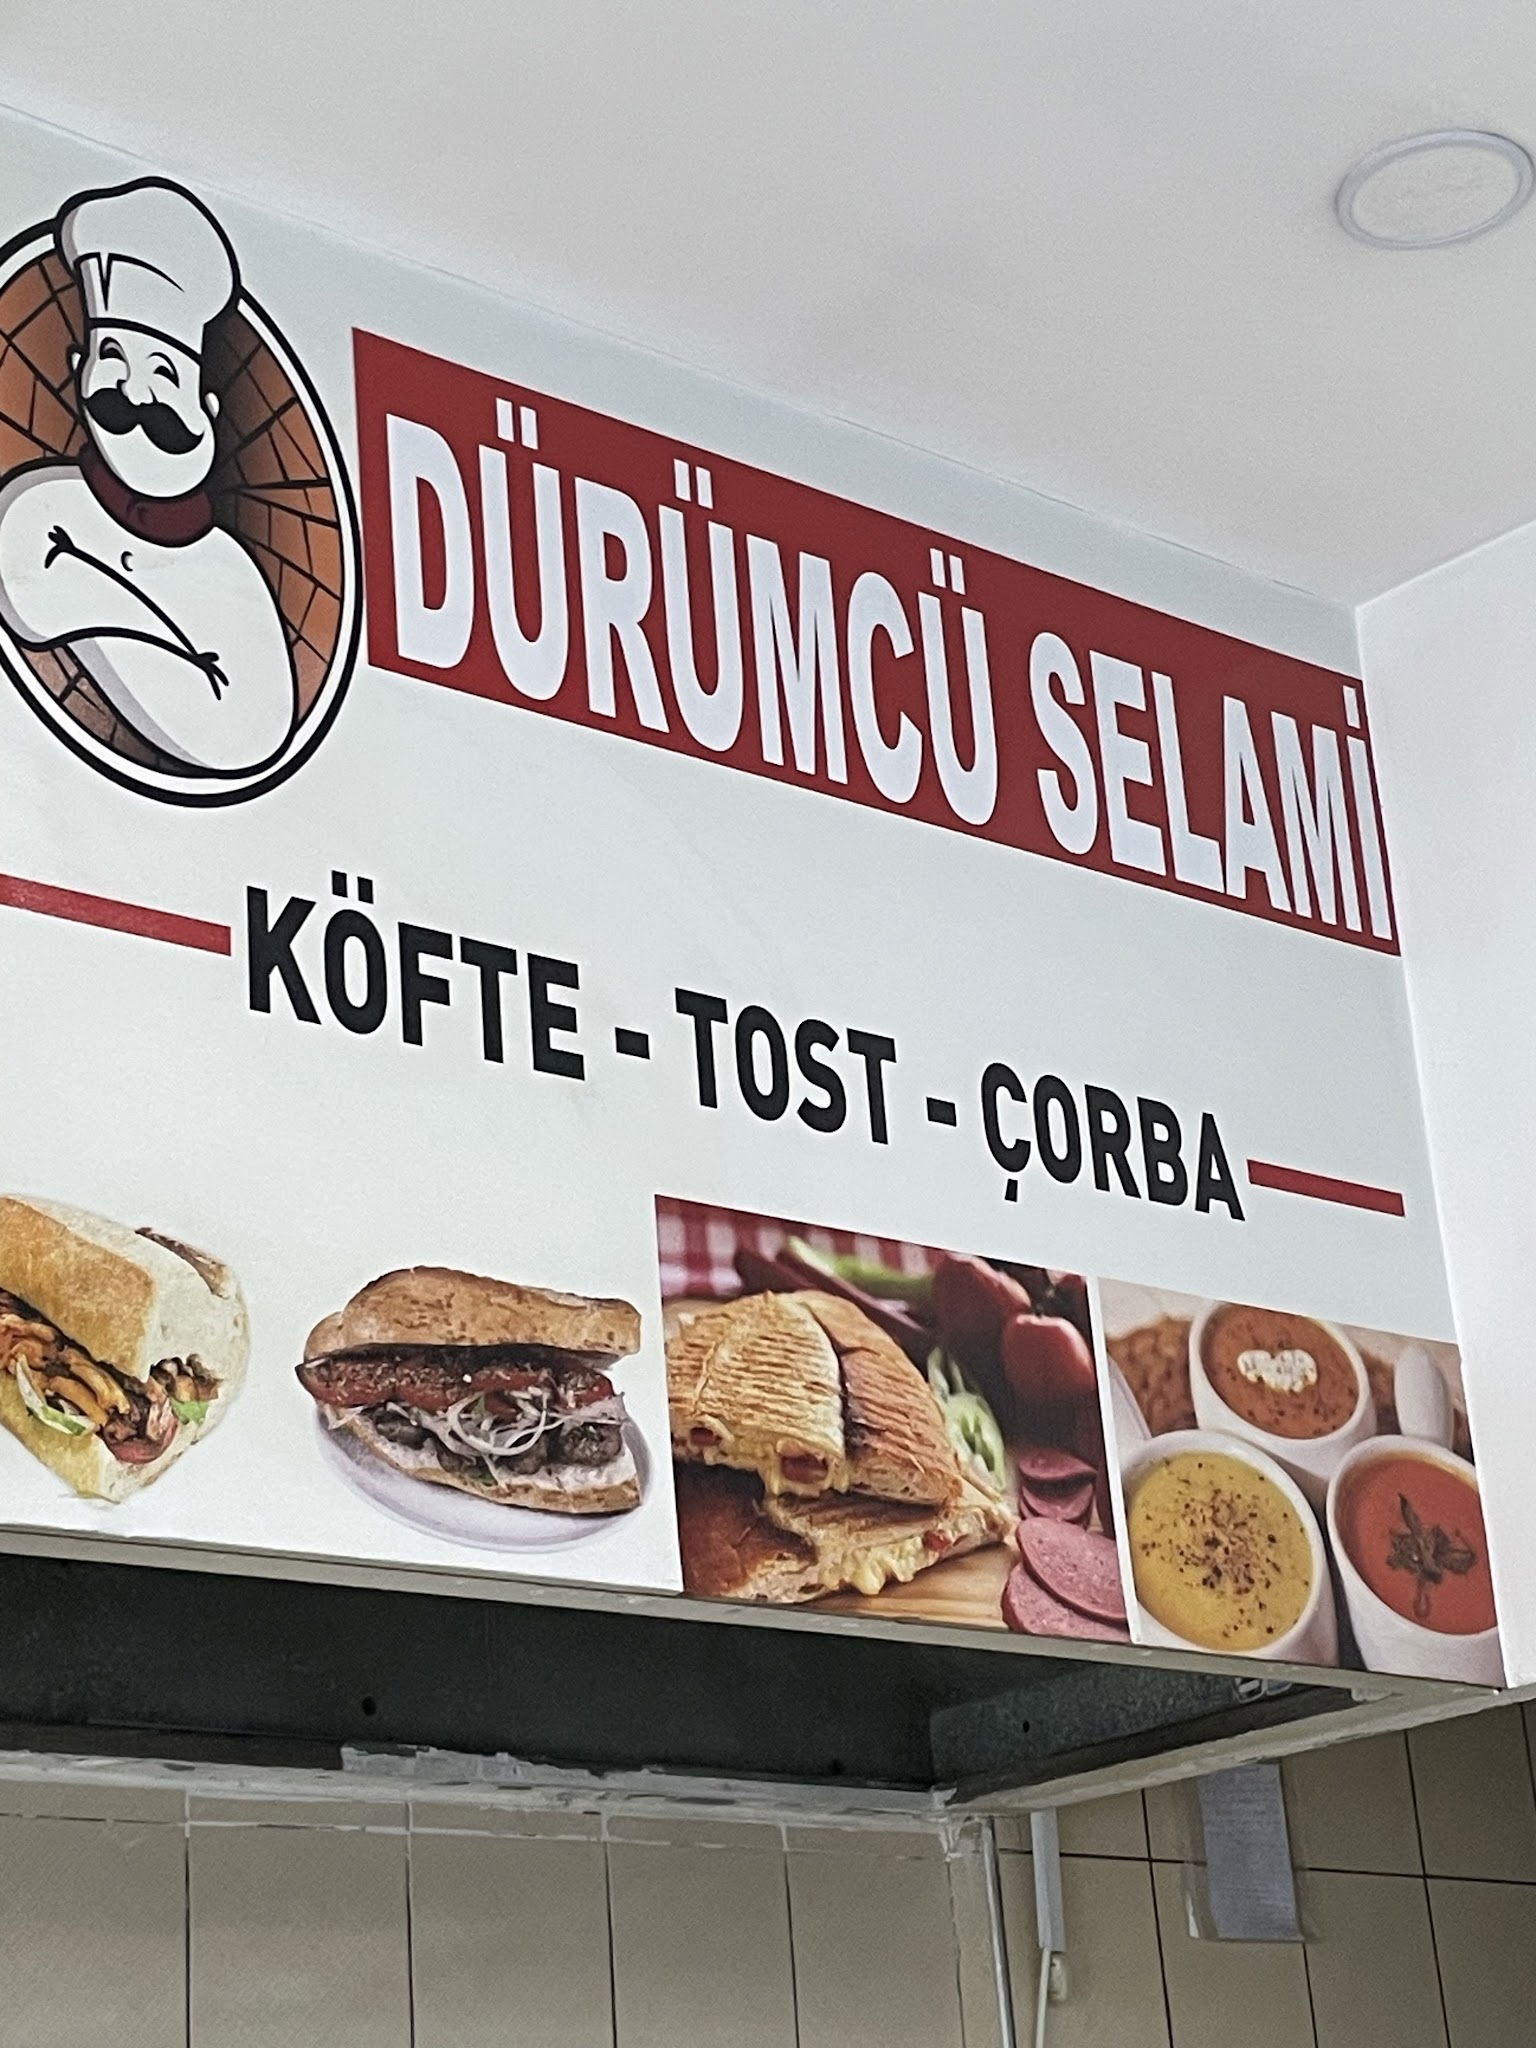 DÜRÜMCÜ SELAMİ
KÖFTE - TOST - ÇORBA